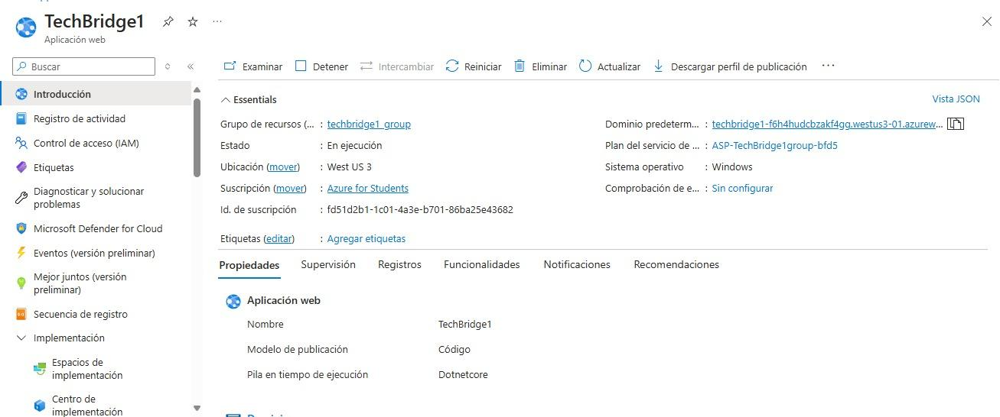 TechBridge1
Aplicación web
Buscar
Examinar Detener Intercambiar Reiniciar Eliminar Actualizar Descargar perfil de publicación
Introducción
Registro de actividad
Control de acceso (IAM)
Etiquetas
Diagnosticar y solucionar
problemas
Microsoft Defender for Cloud
Eventos (versión preliminar)
Mejor juntos (versión
preliminar)
Secuencia de registro
Implementación
Espacios de
implementación
Centro de
implementación
Essentials
Vista JSON
Grupo de recursos (... : techbridge1_group
Estado : En ejecución
Ubicación (mover) : West US 3
Suscripción (mover) : Azure for Students
Id. de suscripción : fd51d2b1-1c01-4a3e-b701-86ba25e43682
Etiquetas (editar) : Agregar etiquetas
Dominio predeterm... : techbridge1-f6h4hudcbzakf4gg.westus3-01.azurew...
Plan del servicio de ... : ASP-TechBridge1group-bfd5
Sistema operativo : Windows
Comprobación de e... : Sin configurar
Propiedades Supervisión Registros Funcionalidades Notificaciones Recomendaciones
Aplicación web
Nombre TechBridge1
Modelo de publicación Código
Pila en tiempo de ejecución Dotnetcore